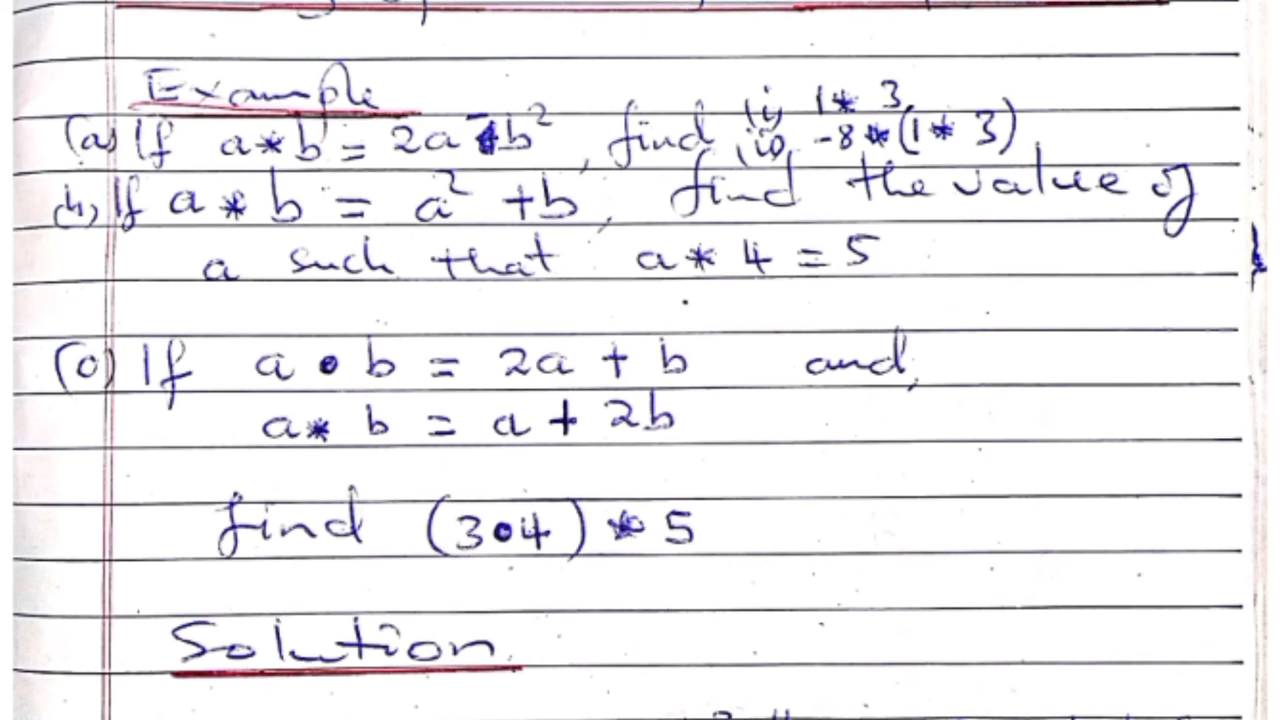 Example
(a) If a * b = 2a - b², find (i) 1 * 3
(ii) -8 * (1 * 3)
(b) If a * b = a² + b, find the value of
a such that a * 4 = 5
(c) If a • b = 2a + b and,
a * b = a + 2b
find (3•4) * 5
Solution